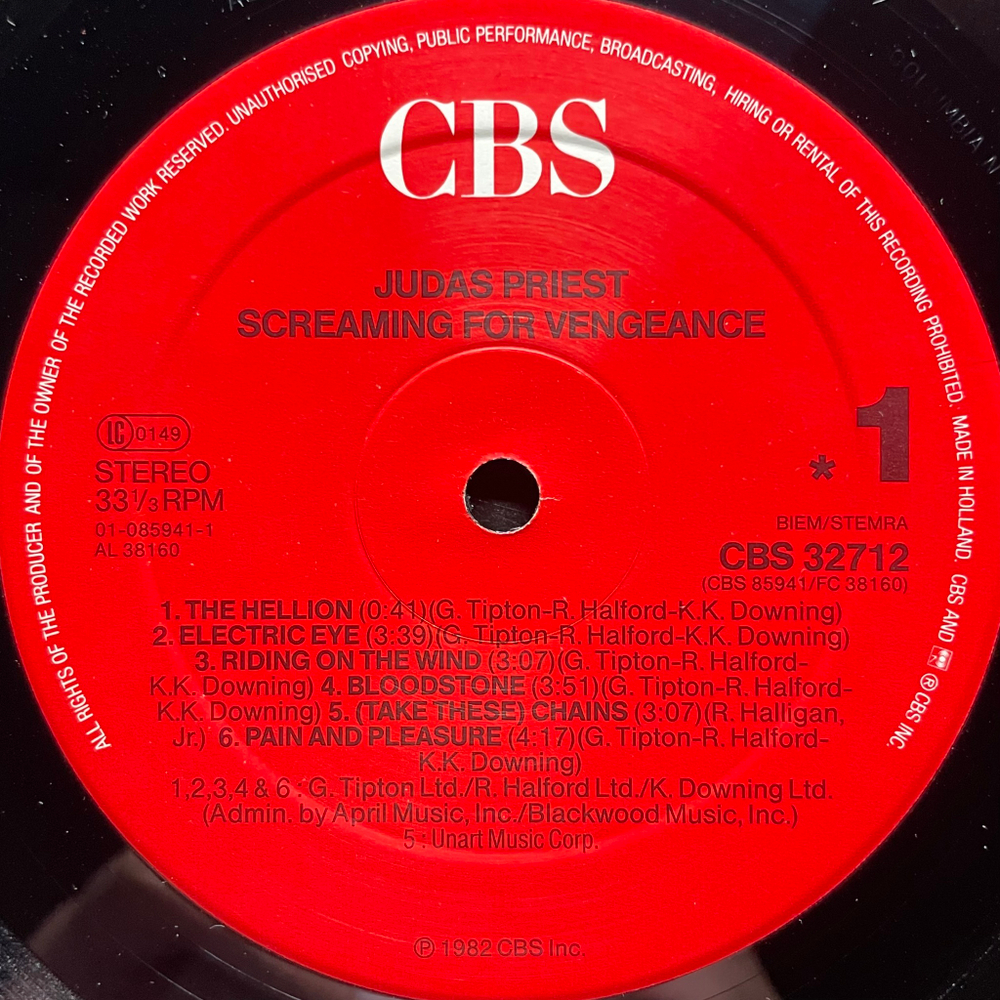 ALL RIGHTS OF THE PRODUCER AND OF THE OWNER OF THE RECORDED WORK RESERVED. UNAUTHORISED COPYING, PUBLIC PERFORMANCE, BROADCASTING, HIRING OR RENTAL OF THIS RECORDING PROHIBITED. MADE IN HOLLAND. CBS AND ® CBS INC.
CBS
JUDAS PRIEST
SCREAMING FOR VENGEANCE
LC 0149
STEREO
33⅓ RPM
01-085941-1
AL 38160
* 1
BIEM/STEMRA
CBS 32712
(CBS 85941/FC 38160)
1. THE HELLION (0:41)(G. Tipton-R. Halford-K.K. Downing)
2. ELECTRIC EYE (3:39)(G. Tipton-R. Halford-K.K. Downing)
3. RIDING ON THE WIND (3:07)(G. Tipton-R. Halford-
K.K. Downing) 4. BLOODSTONE (3:51)(G. Tipton-R. Halford-
K.K. Downing) 5. (TAKE THESE) CHAINS (3:07)(R. Halligan,
Jr.) 6. PAIN AND PLEASURE (4:17)(G. Tipton-R. Halford-
K.K. Downing)
1,2,3,4 & 6 : G. Tipton Ltd./R. Halford Ltd./K. Downing Ltd.
(Admin. by April Music, Inc./Blackwood Music, Inc.)
5 : Unart Music Corp.
℗ 1982 CBS Inc.